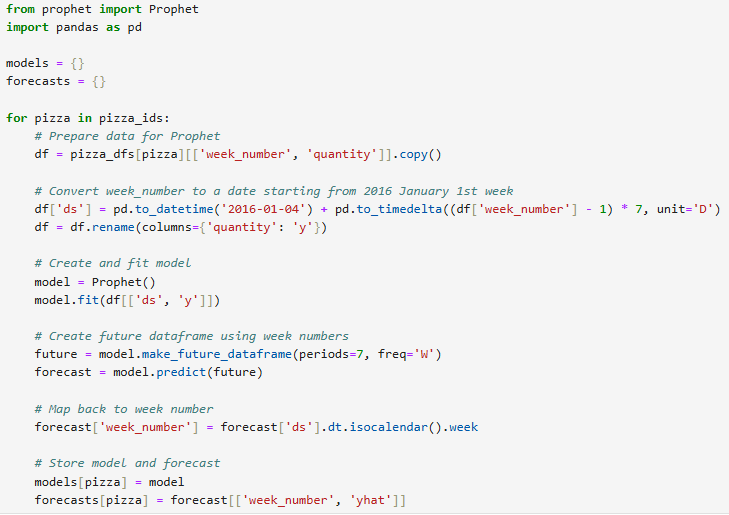 from prophet import Prophet
import pandas as pd
models = {}
forecasts = {}
for pizza in pizza_ids:
    # Prepare data for Prophet
    df = pizza_dfs[pizza][['week_number', 'quantity']].copy()
    # Convert week_number to a date starting from 2016 January 1st week
    df['ds'] = pd.to_datetime('2016-01-04') + pd.to_timedelta((df['week_number'] - 1) * 7, unit='D')
    df = df.rename(columns={'quantity': 'y'})
    # Create and fit model
    model = Prophet()
    model.fit(df[['ds', 'y']])
    # Create future dataframe using week numbers
    future = model.make_future_dataframe(periods=7, freq='W')
    forecast = model.predict(future)
    # Map back to week number
    forecast['week_number'] = forecast['ds'].dt.isocalendar().week
    # Store model and forecast
    models[pizza] = model
    forecasts[pizza] = forecast[['week_number', 'yhat']]